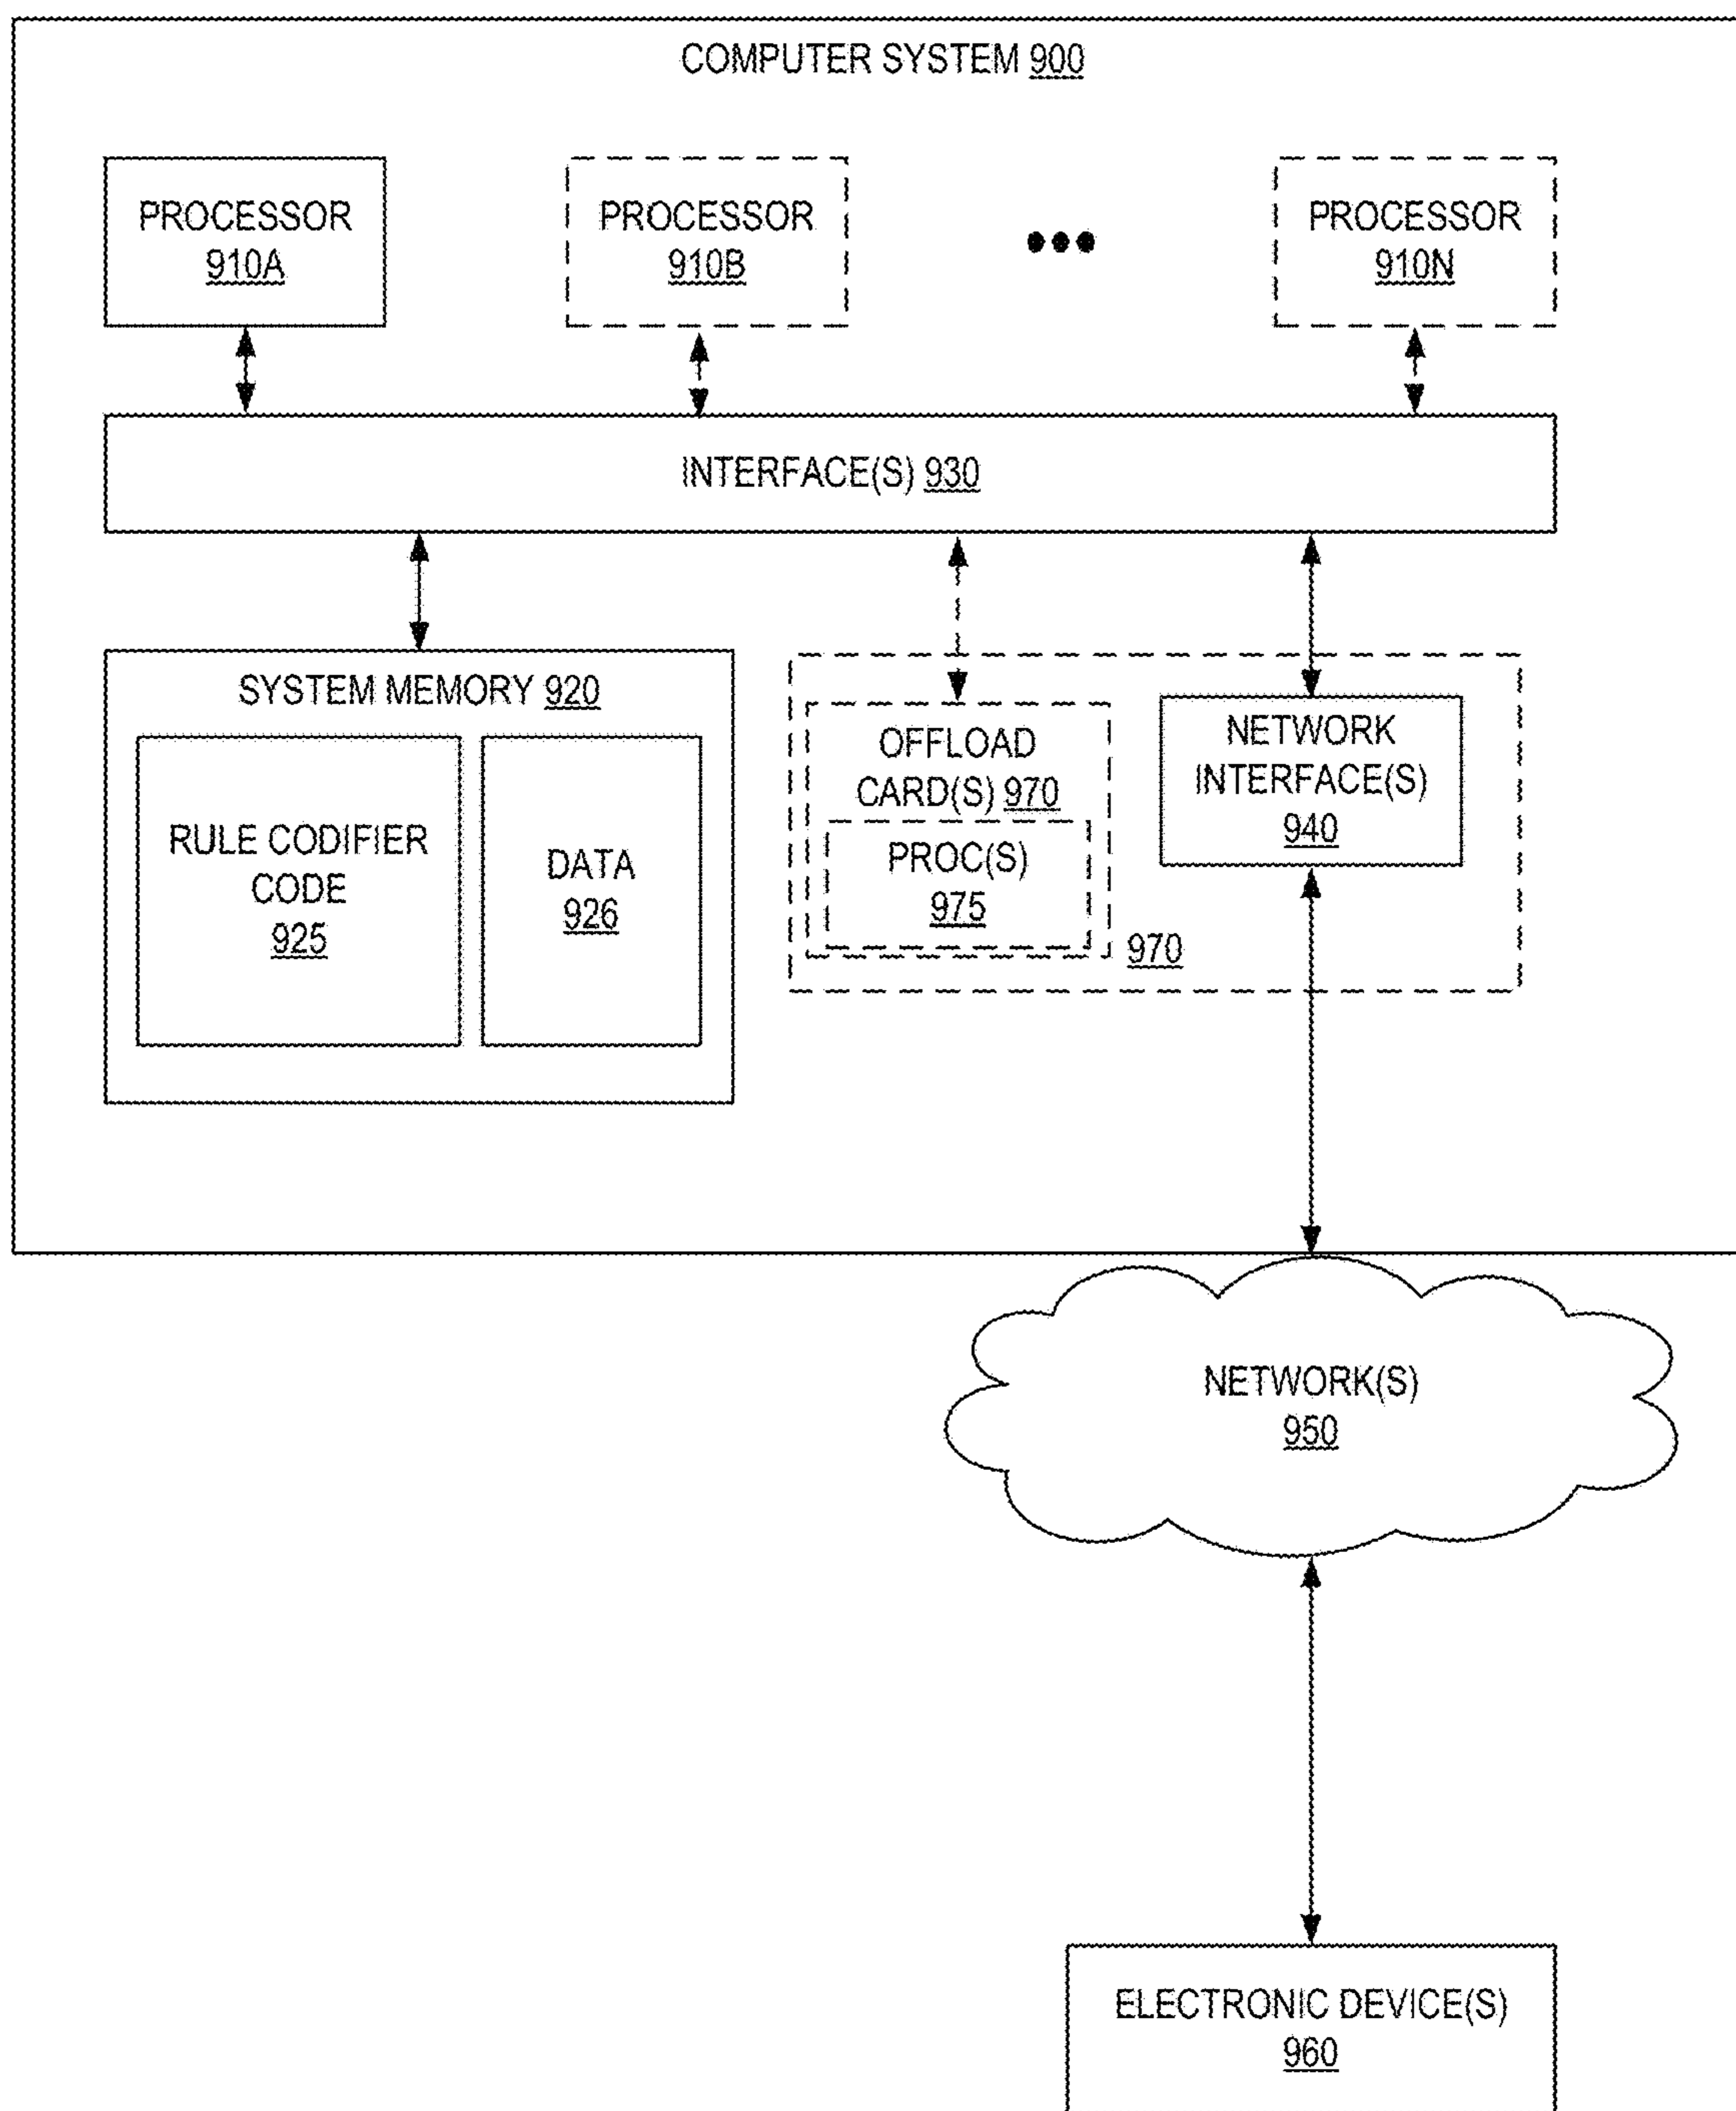 COMPUTER SYSTEM 900
PROCESSOR
910A
PROCESSOR
910B
PROCESSOR
910N
INTERFACE(S) 930
SYSTEM MEMORY 920
RULE CODIFIER
CODE
925
DATA
926
OFFLOAD
CARD(S) 970
PROC(S)
975
970
NETWORK
INTERFACE(S)
940
NETWORK(S)
950
ELECTRONIC DEVICE(S)
960